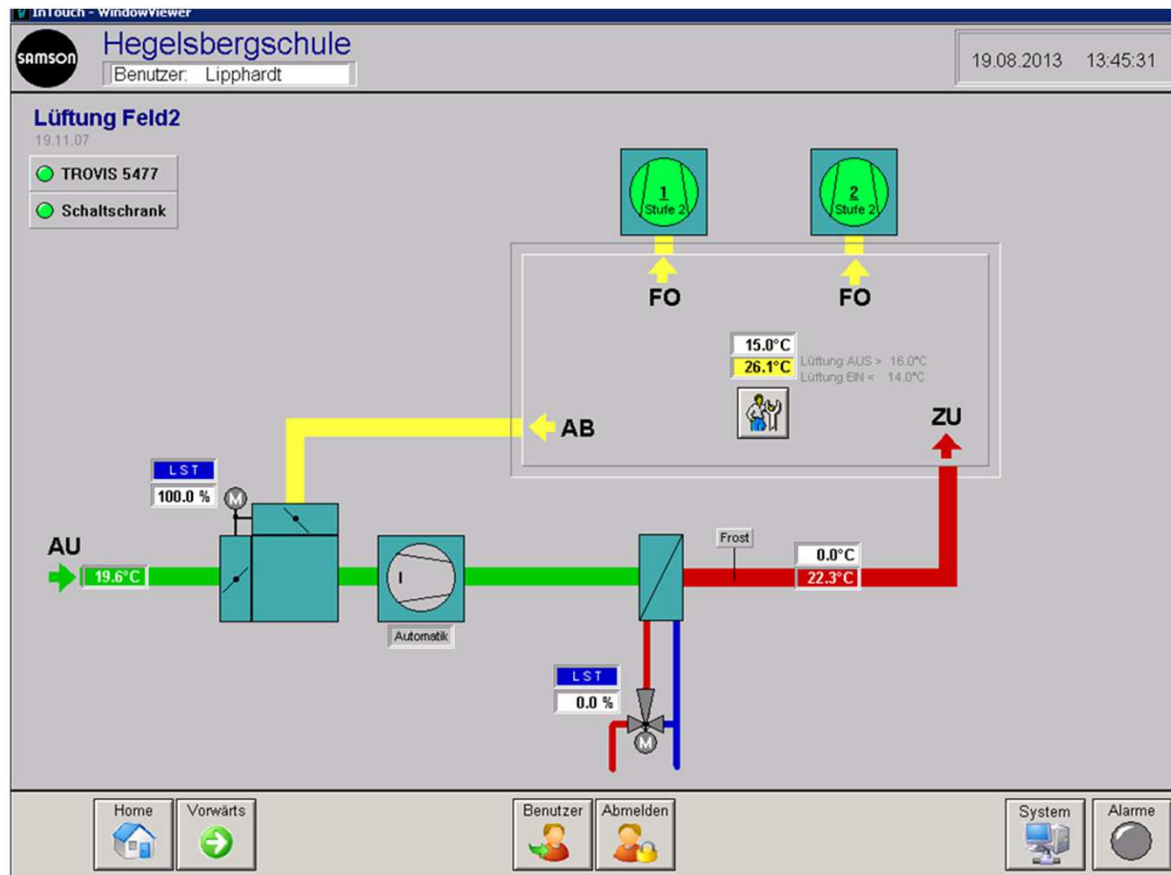 InTouch - WindowViewer
SAMSON
Hegelsbergschule
Benutzer: Lipphardt
19.08.2013 13:45:31
Lüftung Feld2
19.11.07
TROVIS 5477
Schaltschrank
1
Stufe 2
2
Stufe 2
FO
FO
15.0°C
26.1°C
Lüftung AUS > 16.0°C
Lüftung EIN < 14.0°C
AB
ZU
LST
100.0 %
M
AU
19.6°C
I
Automatik
Frost
0.0°C
22.3°C
LST
0.0 %
M
Home
Vorwärts
Benutzer
Abmelden
System
Alarme